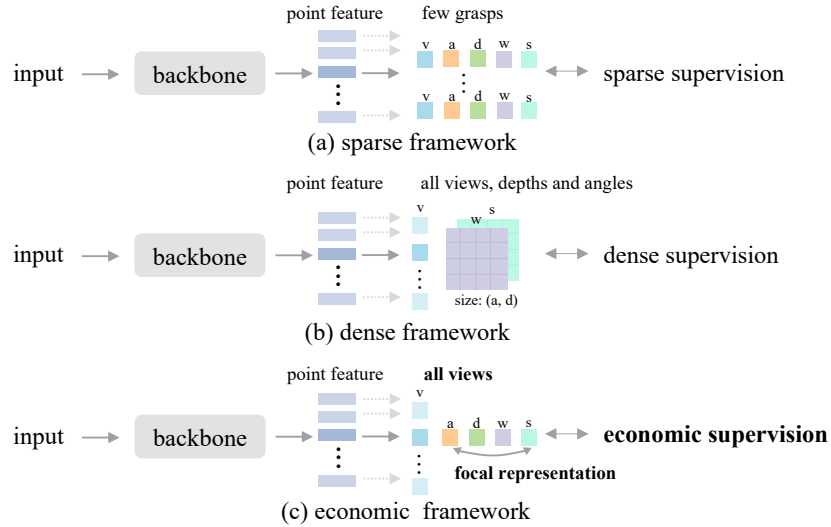 point feature few grasps
v a d w s
input backbone sparse supervision
v a d w s
(a) sparse framework
point feature all views, depths and angles
v s
w
input backbone dense supervision
size: (a, d)
(b) dense framework
point feature all views
v
a d w s
input backbone economic supervision
focal representation
(c) economic framework